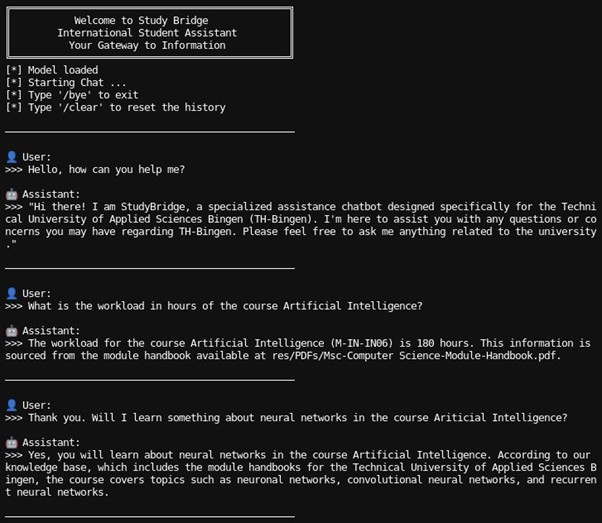 Welcome to Study Bridge
International Student Assistant
Your Gateway to Information
[*] Model loaded
[*] Starting Chat ...
[*] Type '/bye' to exit
[*] Type '/clear' to reset the history
User:
>>> Hello, how can you help me?
Assistant:
>>> "Hi there! I am StudyBridge, a specialized assistance chatbot designed specifically for the Techni
cal University of Applied Sciences Bingen (TH-Bingen). I'm here to assist you with any questions or co
ncerns you may have regarding TH-Bingen. Please feel free to ask me anything related to the university
."
User:
>>> What is the workload in hours of the course Artificial Intelligence?
Assistant:
>>> The workload for the course Artificial Intelligence (M-IN-IN06) is 180 hours. This information is
sourced from the module handbook available at res/PDFs/Msc-Computer Science-Module-Handbook.pdf.
User:
>>> Thank you. Will I learn something about neural networks in the course Ariticial Intelligence?
Assistant:
>>> Yes, you will learn about neural networks in the course Artificial Intelligence. According to our
knowledge base, which includes the module handbooks for the Technical University of Applied Sciences B
ingen, the course covers topics such as neuronal networks, convolutional neural networks, and recurren
t neural networks.